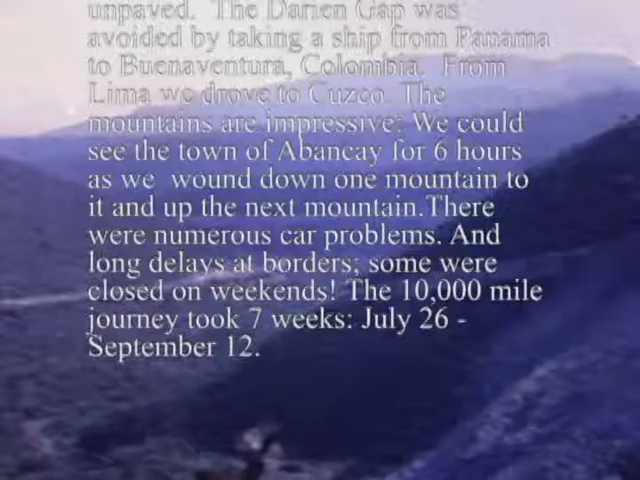 unpaved.  The Darien Gap was
avoided by taking a ship from Panama
to Buenaventura, Colombia.  From
Lima we drove to Cuzco. The
mountains are impressive: We could
see the town of Abancay for 6 hours
as we  wound down one mountain to
it and up the next mountain.There
were numerous car problems. And
long delays at borders; some were
closed on weekends! The 10,000 mile
journey took 7 weeks: July 26 -
September 12.